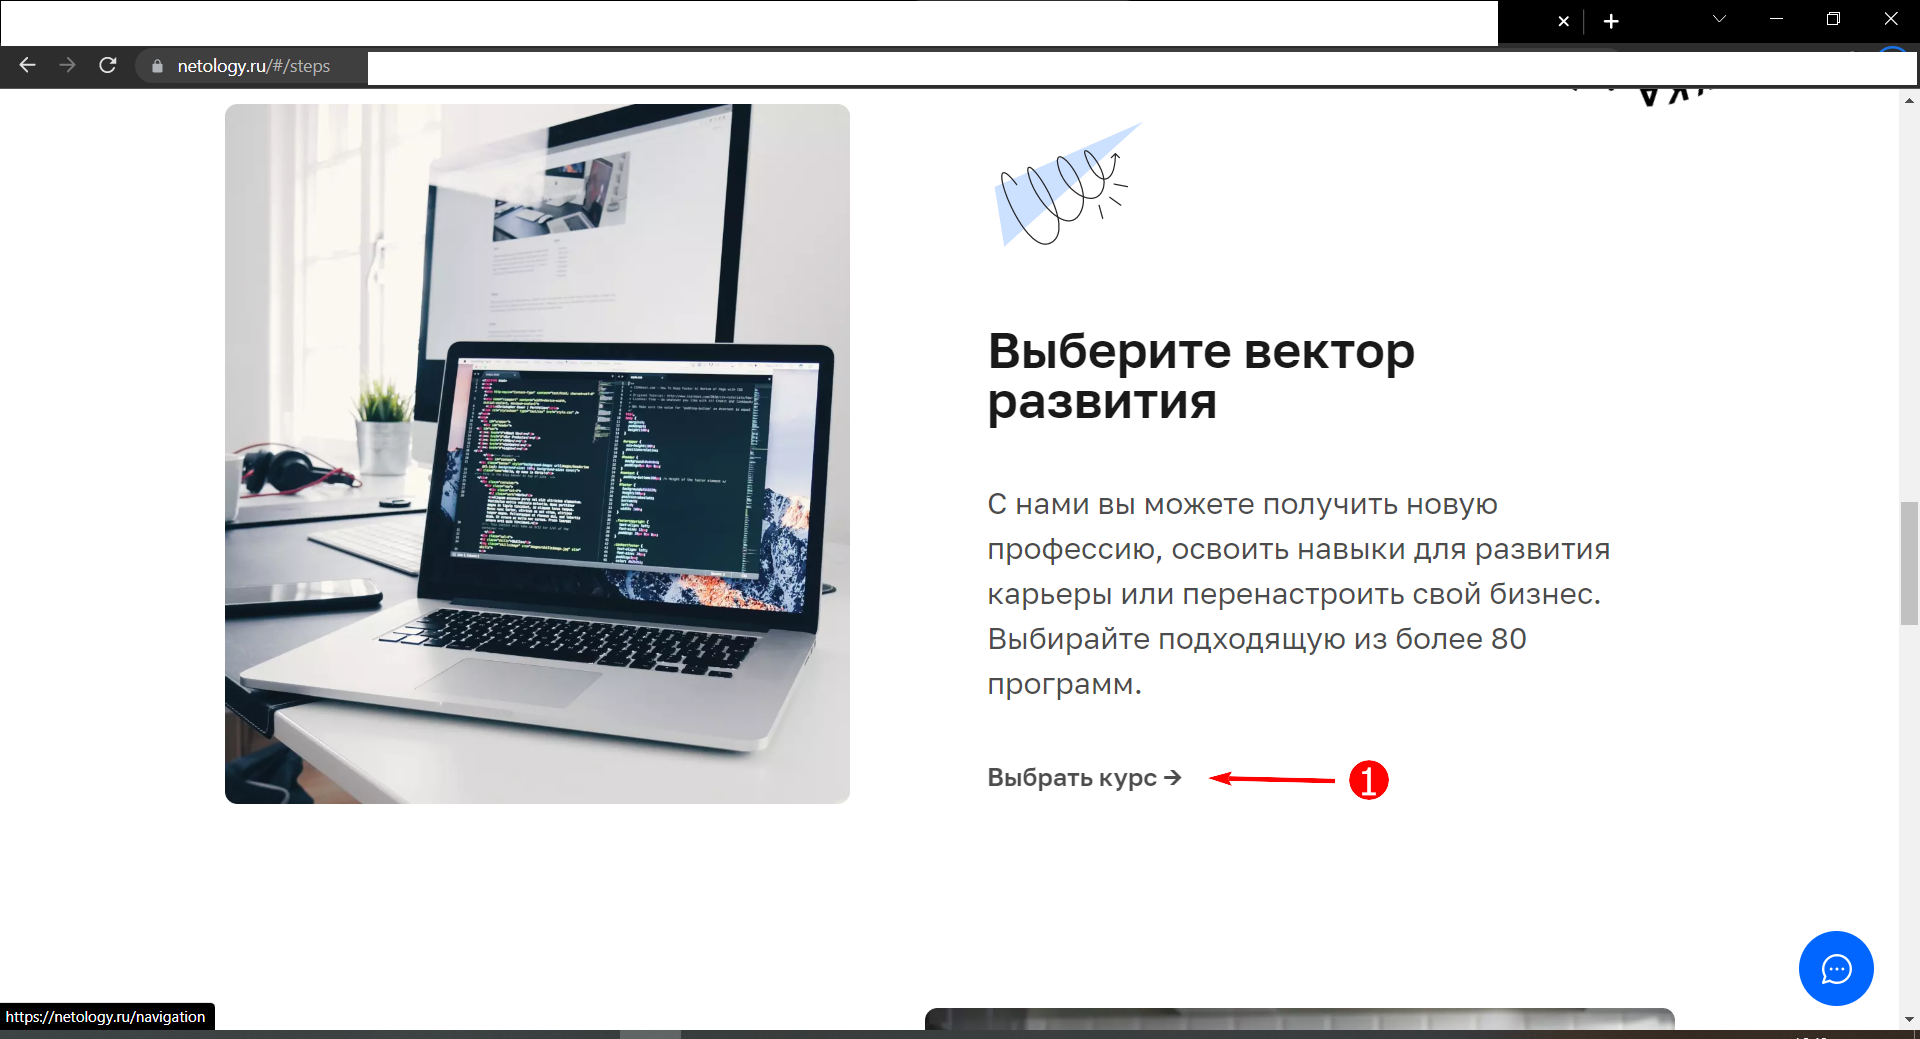 netology.ru/#/steps
Выберите вектор
развития
С нами вы можете получить новую
профессию, освоить навыки для развития
карьеры или перенастроить свой бизнес.
Выбирайте подходящую из более 80
программ.
Выбрать курс →
1
https://netology.ru/navigation